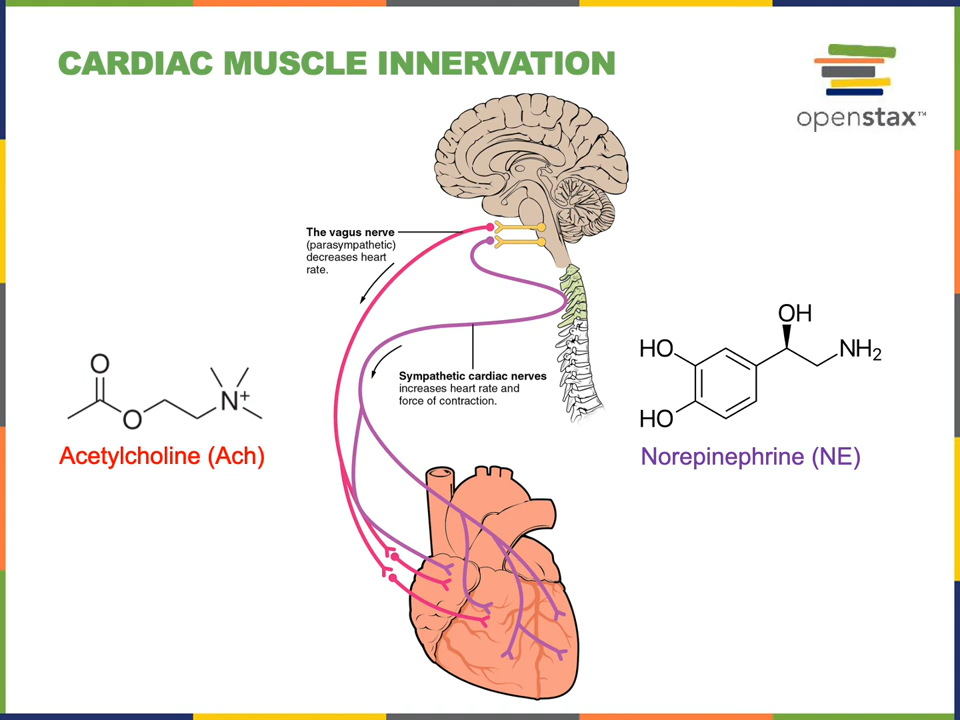 CARDIAC MUSCLE INNERVATION
openstax™
The vagus nerve
(parasympathetic)
decreases heart
rate.
Sympathetic cardiac nerves
increases heart rate and
force of contraction.
O
O
N+
Acetylcholine (Ach)
OH
HO
NH2
HO
Norepinephrine (NE)